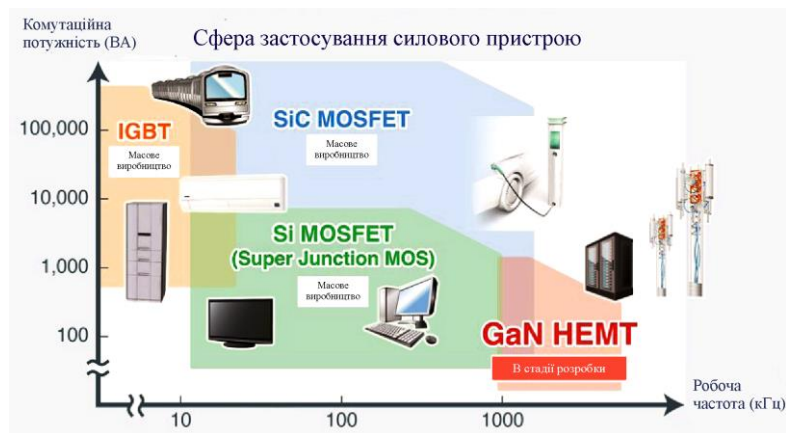 Комутаційна
потужність (ВА)
Сфера застосування силового пристрою
100,000
10,000
1,000
100
IGBT
Масове
виробництво
SiC MOSFET
Масове
виробництво
Si MOSFET
(Super Junction MOS)
Масове
виробництво
GaN HEMT
В стадії розробки
10
100
1000
Робоча
частота (кГц)